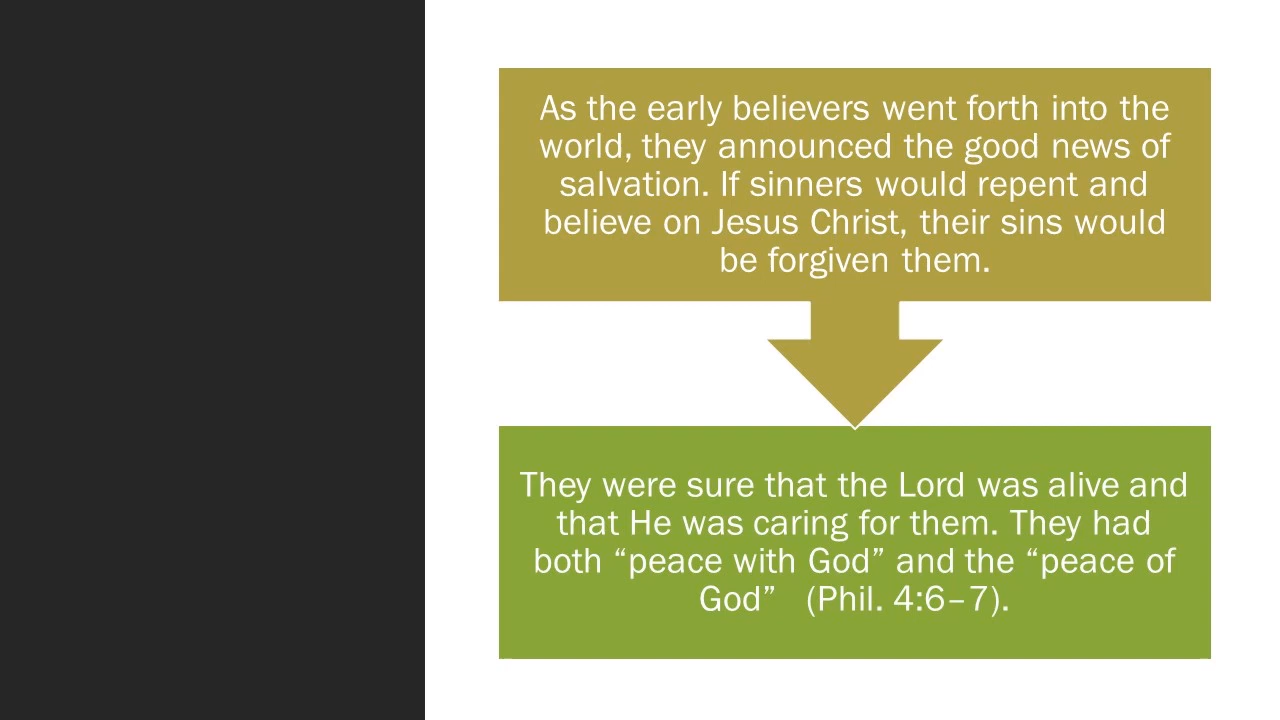 As the early believers went forth into the
world, they announced the good news of
salvation. If sinners would repent and
believe on Jesus Christ, their sins would
be forgiven them.
They were sure that the Lord was alive and
that He was caring for them. They had
both “peace with God” and the “peace of
God”   (Phil. 4:6–7).